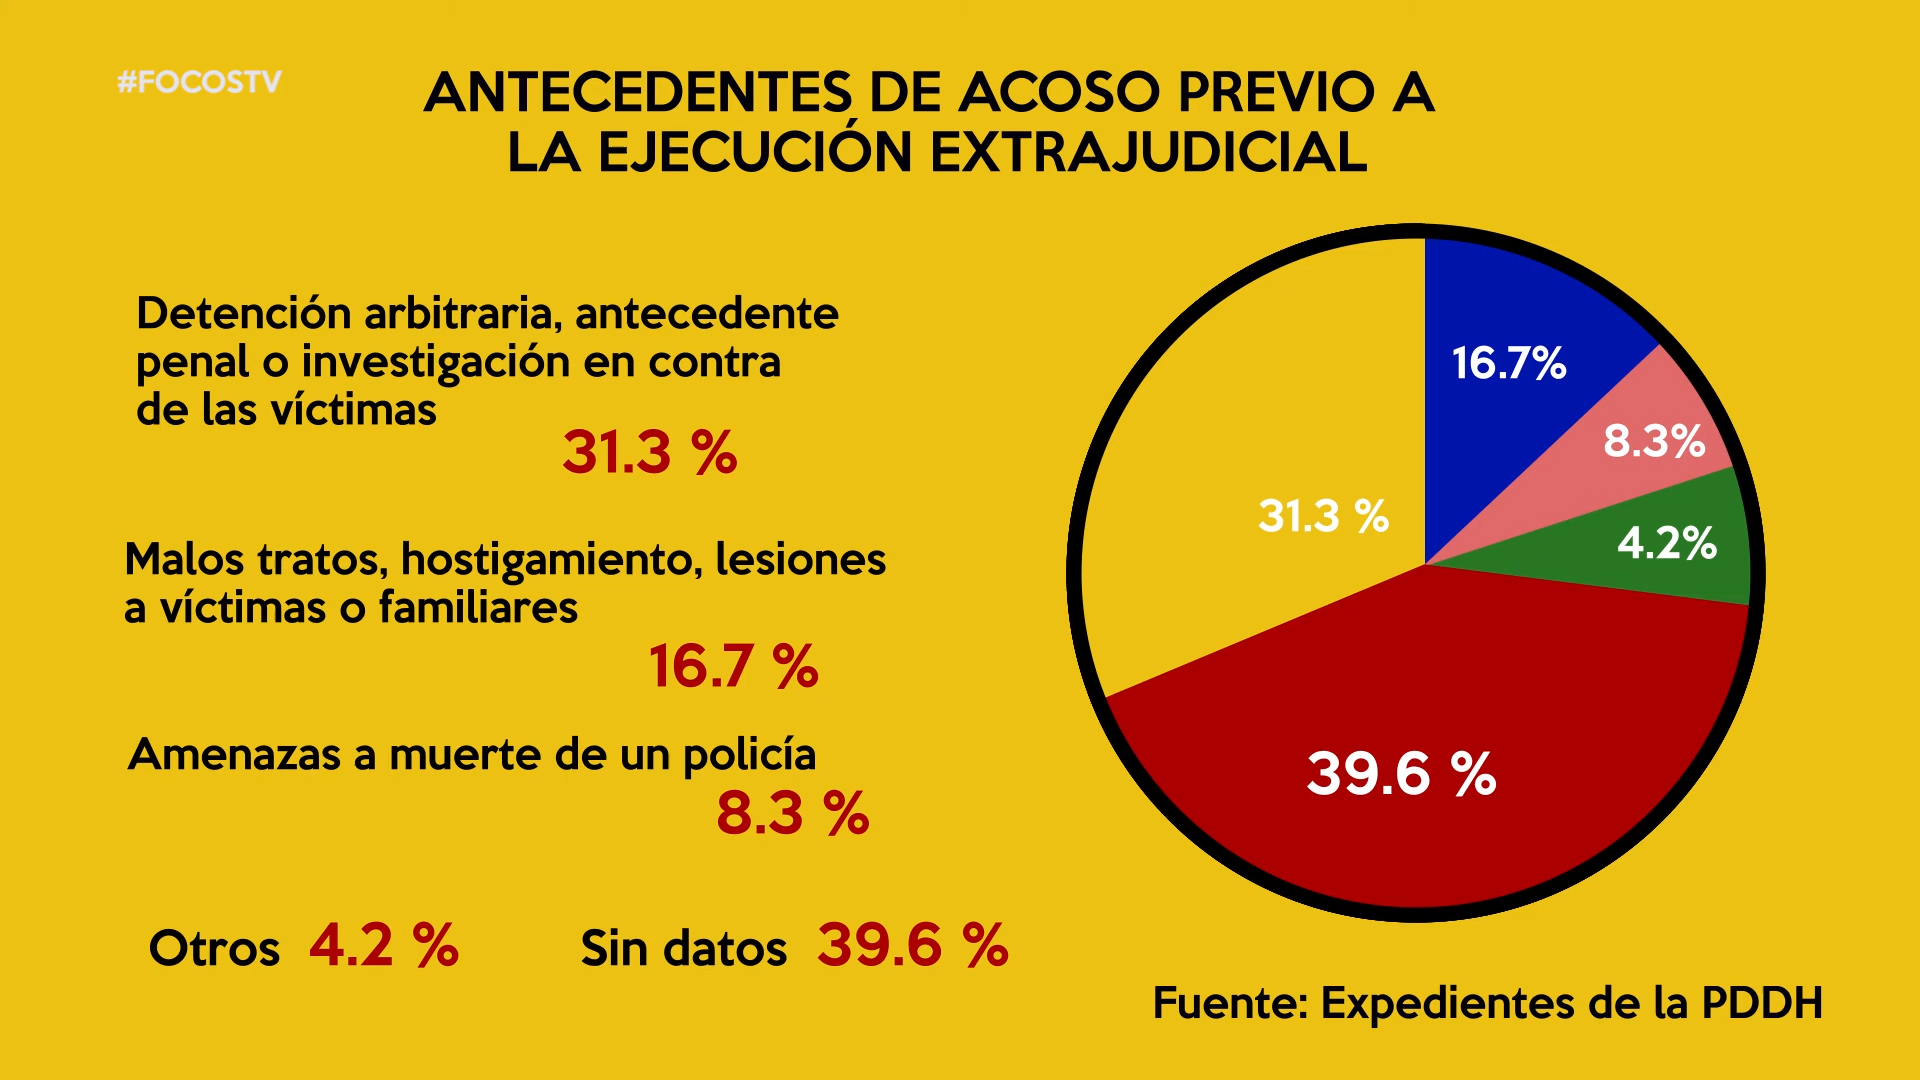 #FOCOSTV
ANTECEDENTES DE ACOSO PREVIO A
LA EJECUCIÓN EXTRAJUDICIAL
Detención arbitraria, antecedente
penal o investigación en contra
de las víctimas
31.3 %
Malos tratos, hostigamiento, lesiones
a víctimas o familiares
16.7 %
Amenazas a muerte de un policía
8.3 %
Otros 4.2 %
Sin datos 39.6 %
16.7%
8.3%
4.2%
31.3 %
39.6 %
Fuente: Expedientes de la PDDH